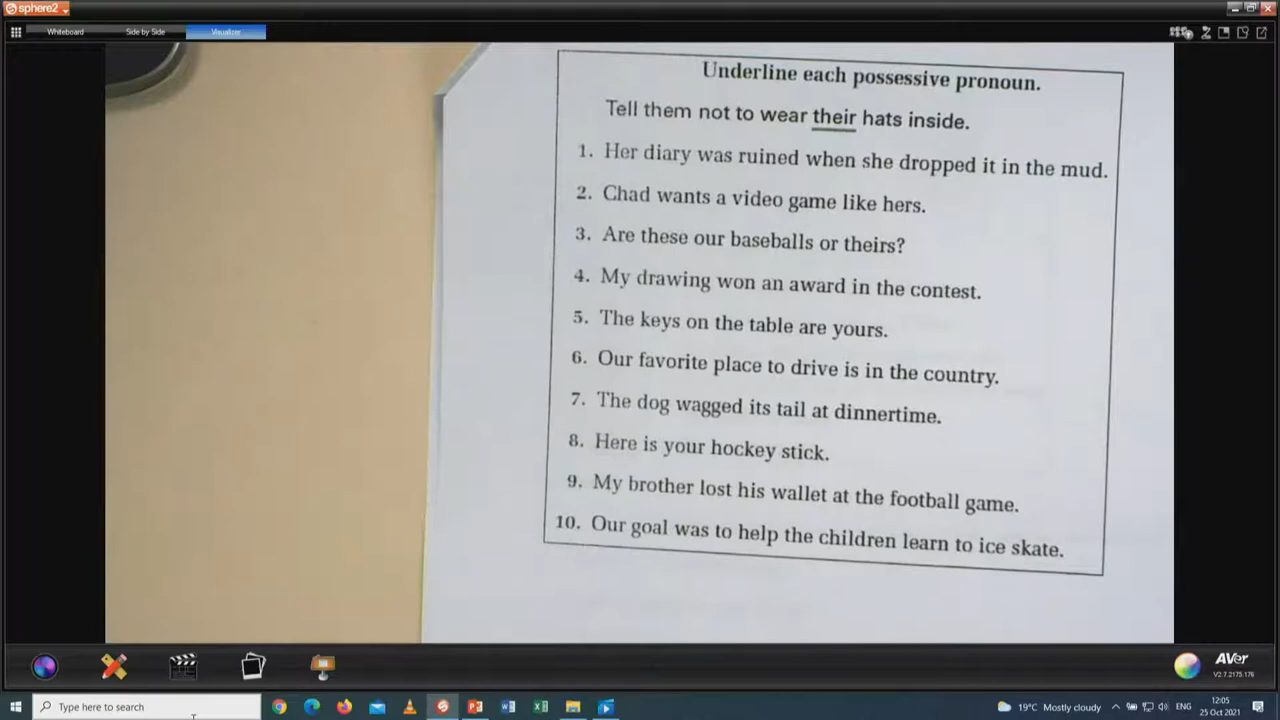 sphere2
Whiteboard Side by Side Visualizer
Underline each possessive pronoun.
Tell them not to wear their hats inside.
1. Her diary was ruined when she dropped it in the mud.
2. Chad wants a video game like hers.
3. Are these our baseballs or theirs?
4. My drawing won an award in the contest.
5. The keys on the table are yours.
6. Our favorite place to drive is in the country.
7. The dog wagged its tail at dinnertime.
8. Here is your hockey stick.
9. My brother lost his wallet at the football game.
10. Our goal was to help the children learn to ice skate.
AVer
V2.7.2175.176
Type here to search
19°C Mostly cloudy
ENG
12:05
25 Oct 2021